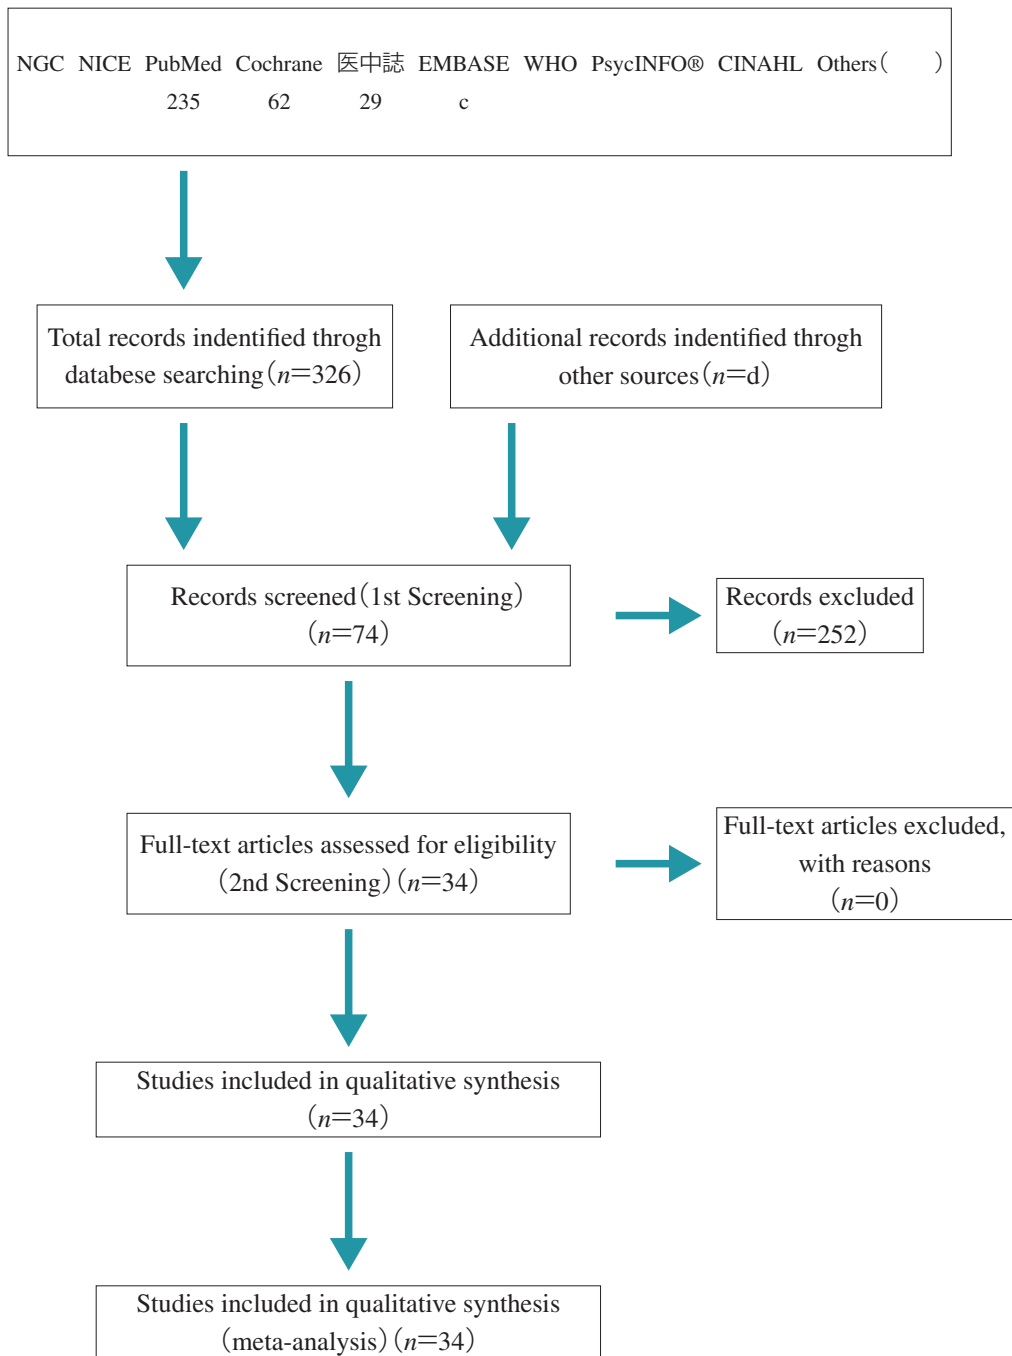 NGC NICE PubMed Cochrane 医中誌 EMBASE WHO PsycINFO® CINAHL Others(　　)
235 62 29 c
Total records indentified throgh
databese searching(n=326)
Additional records indentified throgh
other sources(n=d)
Records screened(1st Screening)
(n=74)
Records excluded
(n=252)
Full-text articles assessed for eligibility
(2nd Screening)(n=34)
Full-text articles excluded,
with reasons
(n=0)
Studies included in qualitative synthesis
(n=34)
Studies included in qualitative synthesis
(meta-analysis)(n=34)